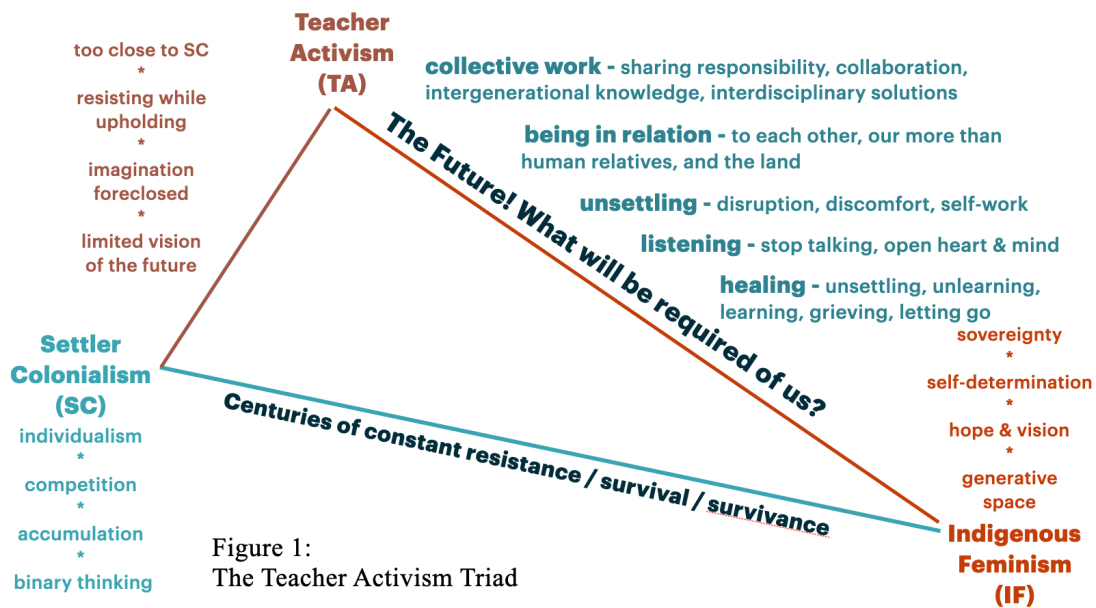 Teacher
Activism
(TA)
too close to SC
*
resisting while
upholding
*
imagination
foreclosed
*
limited vision
of the future
collective work - sharing responsibility, collaboration,
intergenerational knowledge, interdisciplinary solutions
being in relation - to each other, our more than
human relatives, and the land
unsettling - disruption, discomfort, self-work
listening - stop talking, open heart & mind
healing - unsettling, unlearning,
learning, grieving, letting go
The Future! What will be required of us?
Settler
Colonialism
(SC)
individualism
*
competition
*
accumulation
*
binary thinking
Centuries of constant resistance / survival / survivance
sovereignty
*
self-determination
*
hope & vision
*
generative
space
Indigenous
Feminism
(IF)
Figure 1:
The Teacher Activism Triad